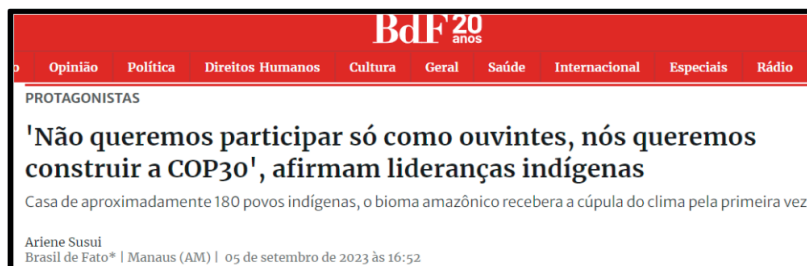 BdF 20 anos
o Opinião Política Direitos Humanos Cultura Geral Saúde Internacional Especiais Rádio
PROTAGONISTAS
'Não queremos participar só como ouvintes, nós queremos
construir a COP30', afirmam lideranças indígenas
Casa de aproximadamente 180 povos indígenas, o bioma amazônico recebera a cúpula do clima pela primeira vez
Ariene Susui
Brasil de Fato* | Manaus (AM) | 05 de setembro de 2023 às 16:52